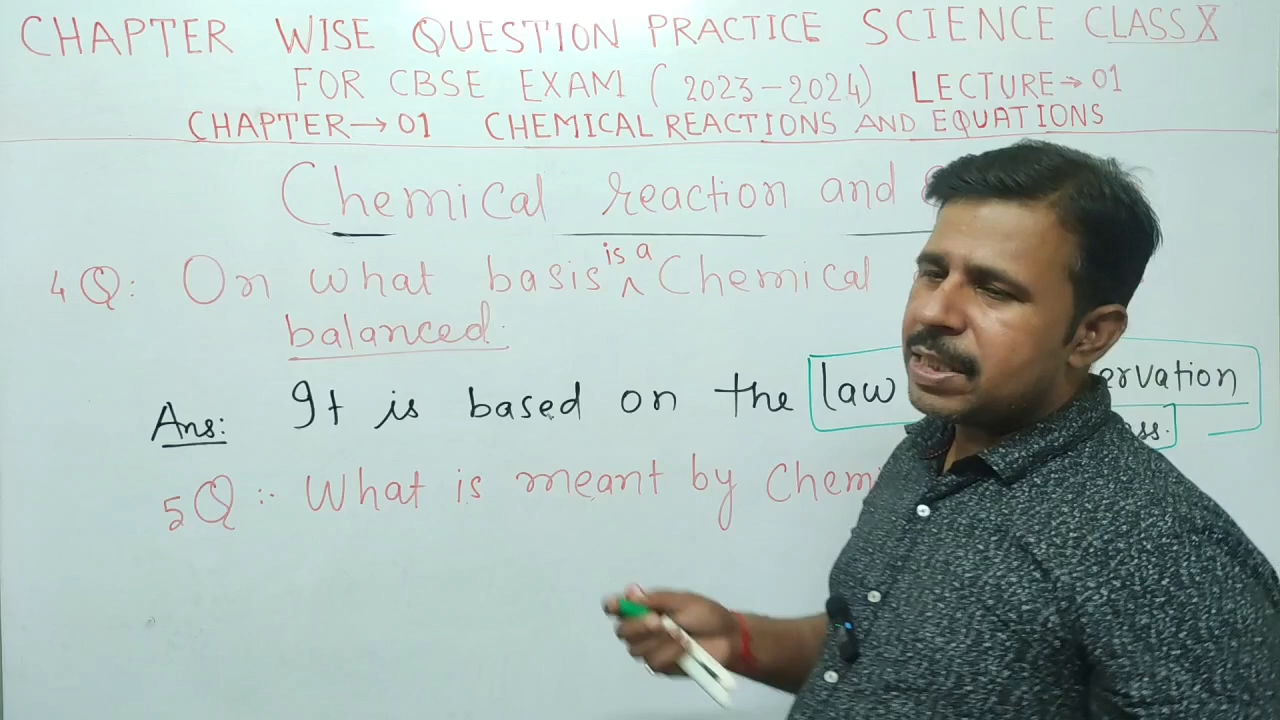 CHAPTER WISE QUESTION PRACTICE SCIENCE CLASS X
FOR CBSE EXAM (2023-2024) LECTURE→01
CHAPTER→01 CHEMICAL REACTIONS AND EQUATIONS
Chemical reaction and
4Q: On what basis is a Chemical
balanced.
Ans: It is based on the law ervation
ss.
5Q:. What is meant by Chem